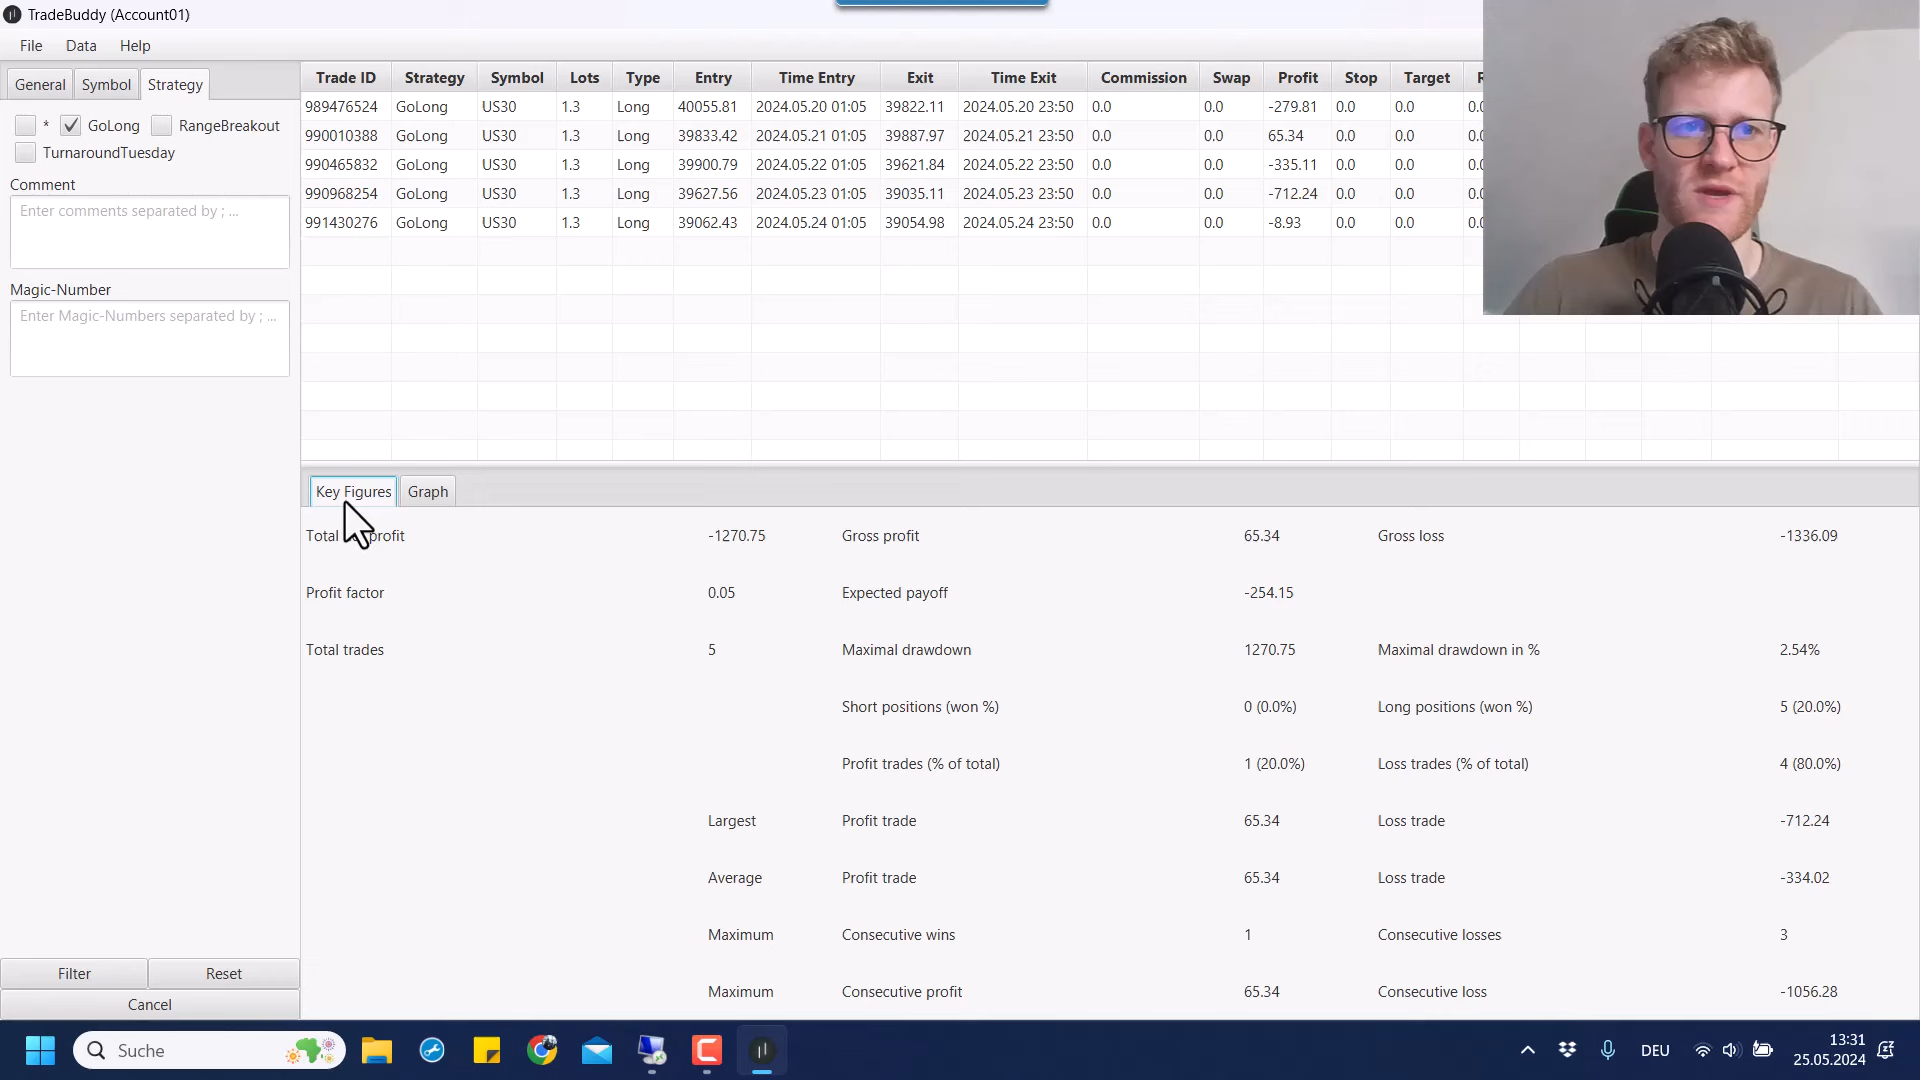 TradeBuddy (Account01)
File Data Help
General Symbol Strategy
* GoLong RangeBreakout
TurnaroundTuesday
Comment
Enter comments separated by ; ...
Magic-Number
Enter Magic-Numbers separated by ; ...
Filter Reset
Cancel
Trade ID Strategy Symbol Lots Type Entry Time Entry Exit Time Exit Commission Swap Profit Stop Target
989476524 GoLong US30 1.3 Long 40055.81 2024.05.20 01:05 39822.11 2024.05.20 23:50 0.0 0.0 -279.81 0.0 0.0
990010388 GoLong US30 1.3 Long 39833.42 2024.05.21 01:05 39887.97 2024.05.21 23:50 0.0 0.0 65.34 0.0 0.0
990465832 GoLong US30 1.3 Long 39900.79 2024.05.22 01:05 39621.84 2024.05.22 23:50 0.0 0.0 -335.11 0.0 0.0
990968254 GoLong US30 1.3 Long 39627.56 2024.05.23 01:05 39035.11 2024.05.23 23:50 0.0 0.0 -712.24 0.0 0.0
991430276 GoLong US30 1.3 Long 39062.43 2024.05.24 01:05 39054.98 2024.05.24 23:50 0.0 0.0 -8.93 0.0 0.0
Key Figures Graph
Total profit -1270.75 Gross profit 65.34 Gross loss -1336.09
Profit factor 0.05 Expected payoff -254.15
Total trades 5 Maximal drawdown 1270.75 Maximal drawdown in % 2.54%
Short positions (won %) 0 (0.0%) Long positions (won %) 5 (20.0%)
Profit trades (% of total) 1 (20.0%) Loss trades (% of total) 4 (80.0%)
Largest Profit trade 65.34 Loss trade -712.24
Average Profit trade 65.34 Loss trade -334.02
Maximum Consecutive wins 1 Consecutive losses 3
Maximum Consecutive profit 65.34 Consecutive loss -1056.28
Suche DEU 13:31
25.05.2024